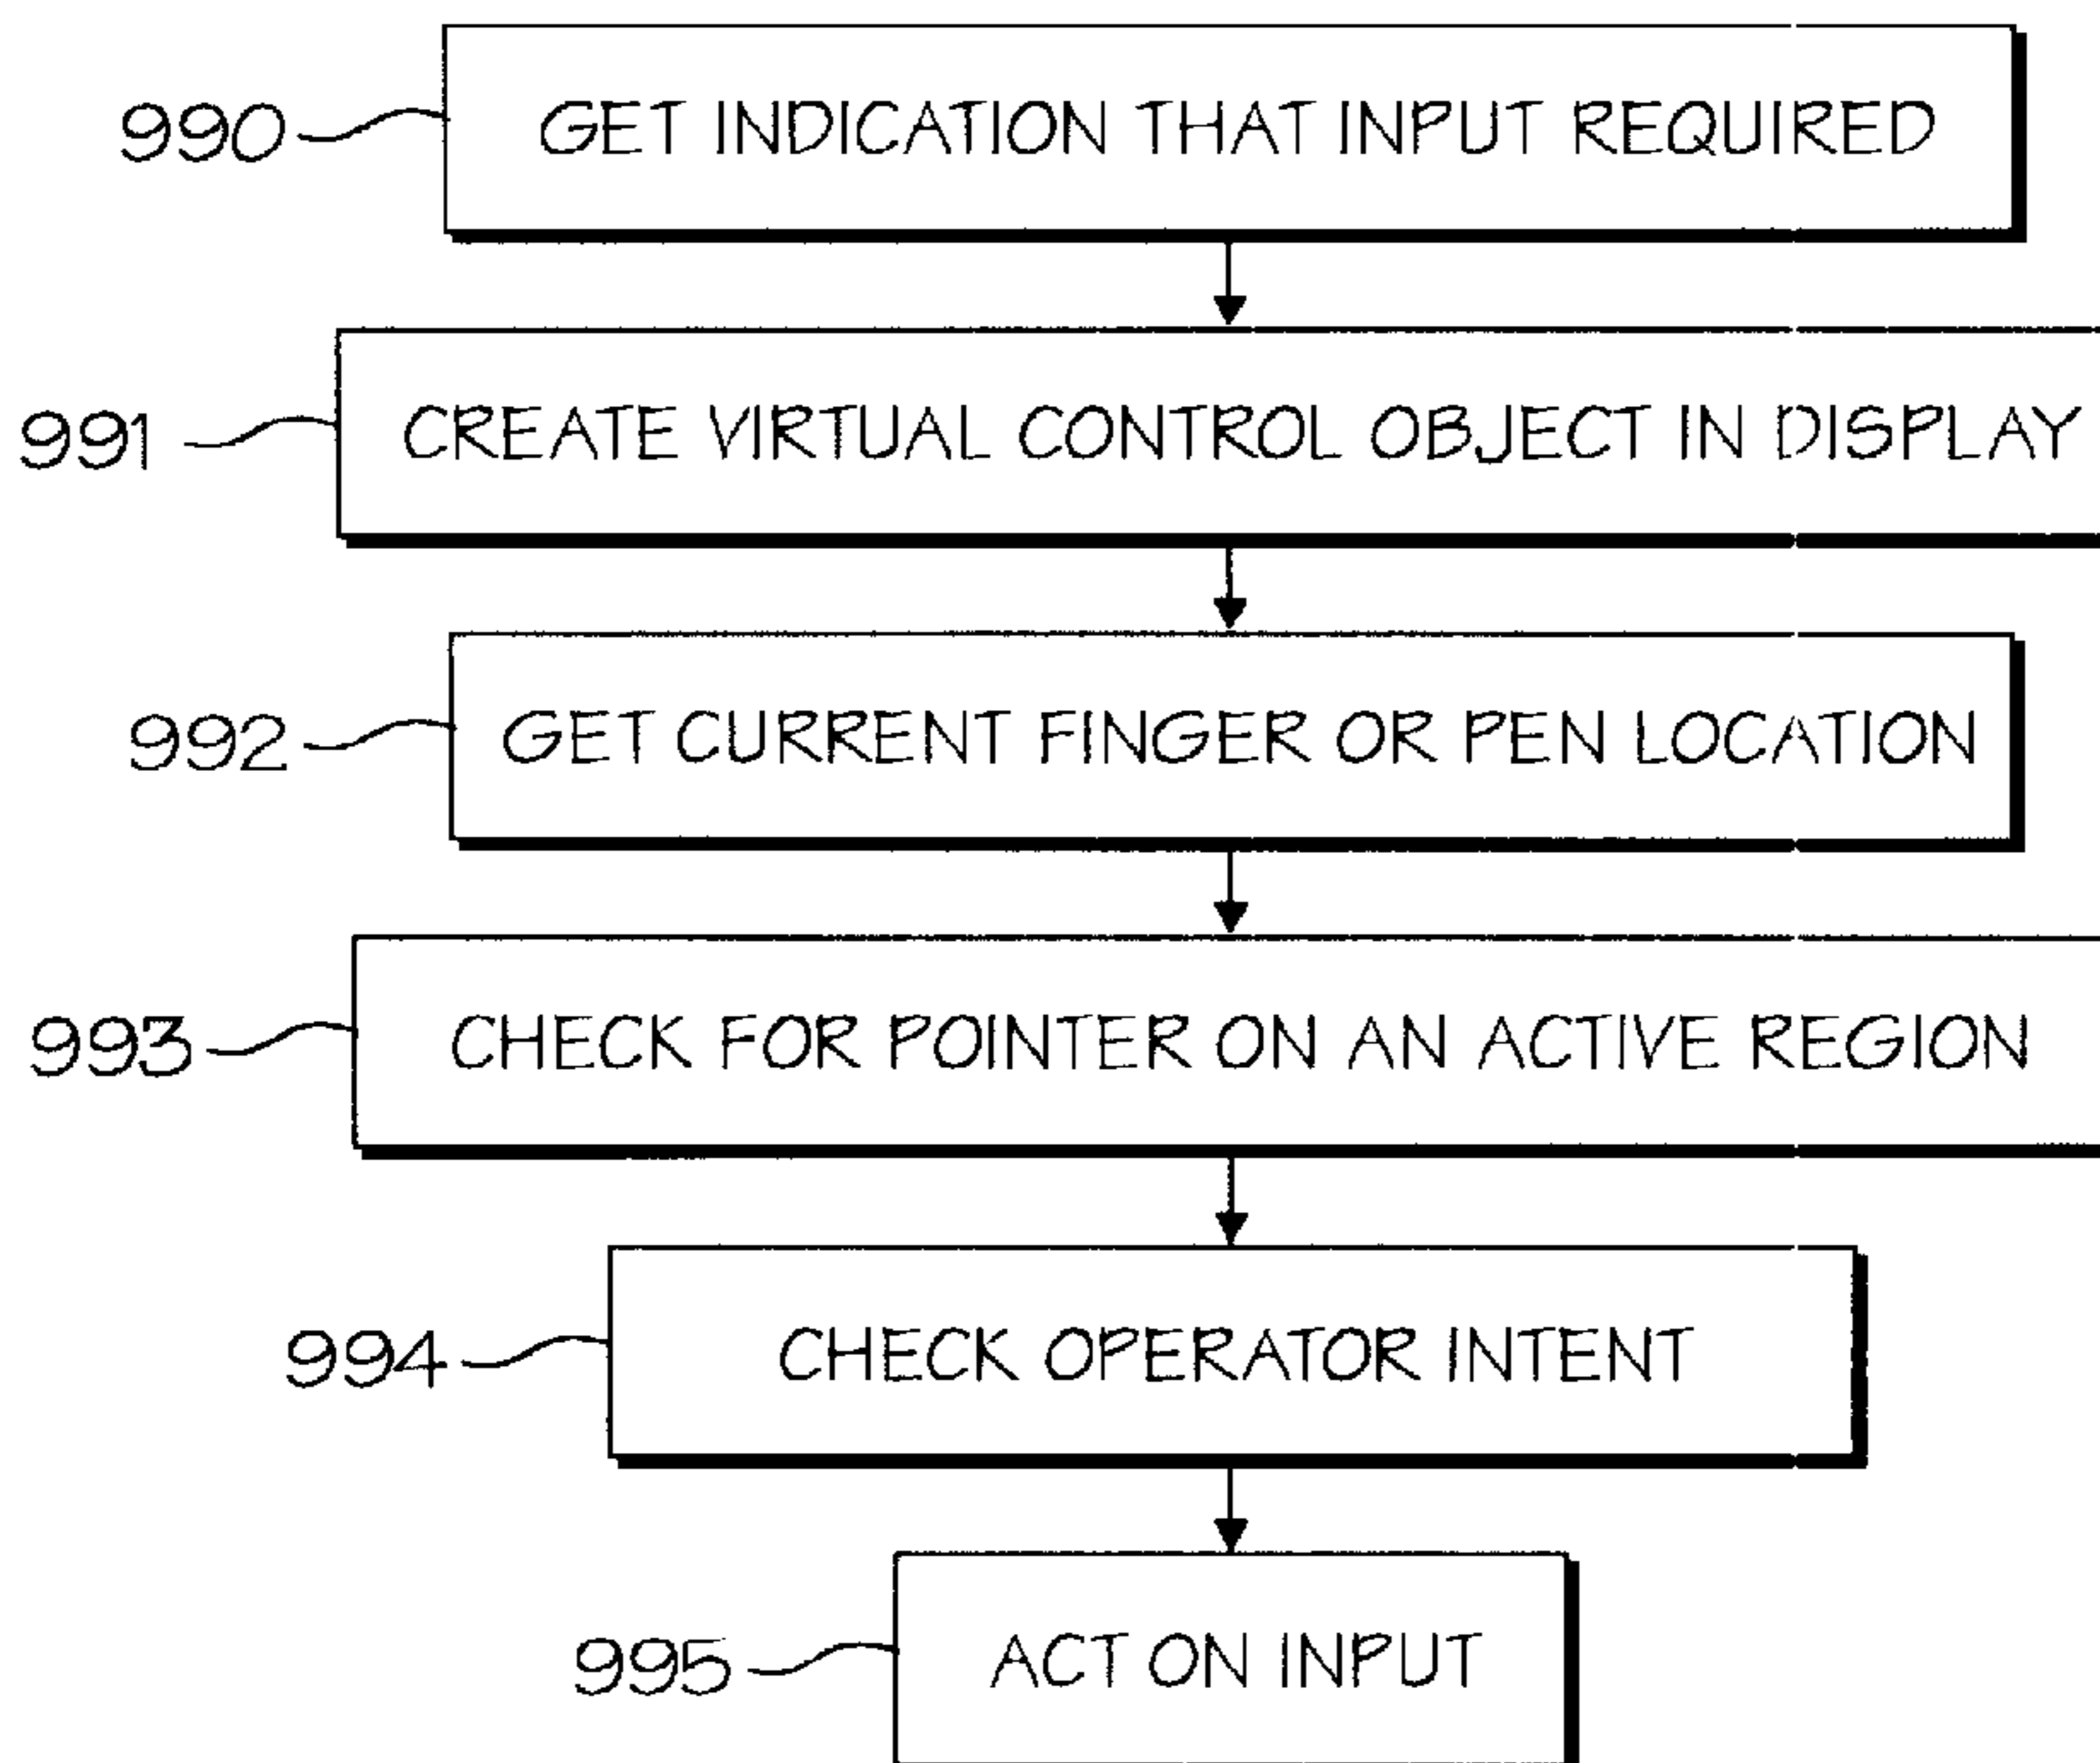 990 GET INDICATION THAT INPUT REQUIRED
991 CREATE VIRTUAL CONTROL OBJECT IN DISPLAY
992 GET CURRENT FINGER OR PEN LOCATION
993 CHECK FOR POINTER ON AN ACTIVE REGION
994 CHECK OPERATOR INTENT
995 ACT ON INPUT